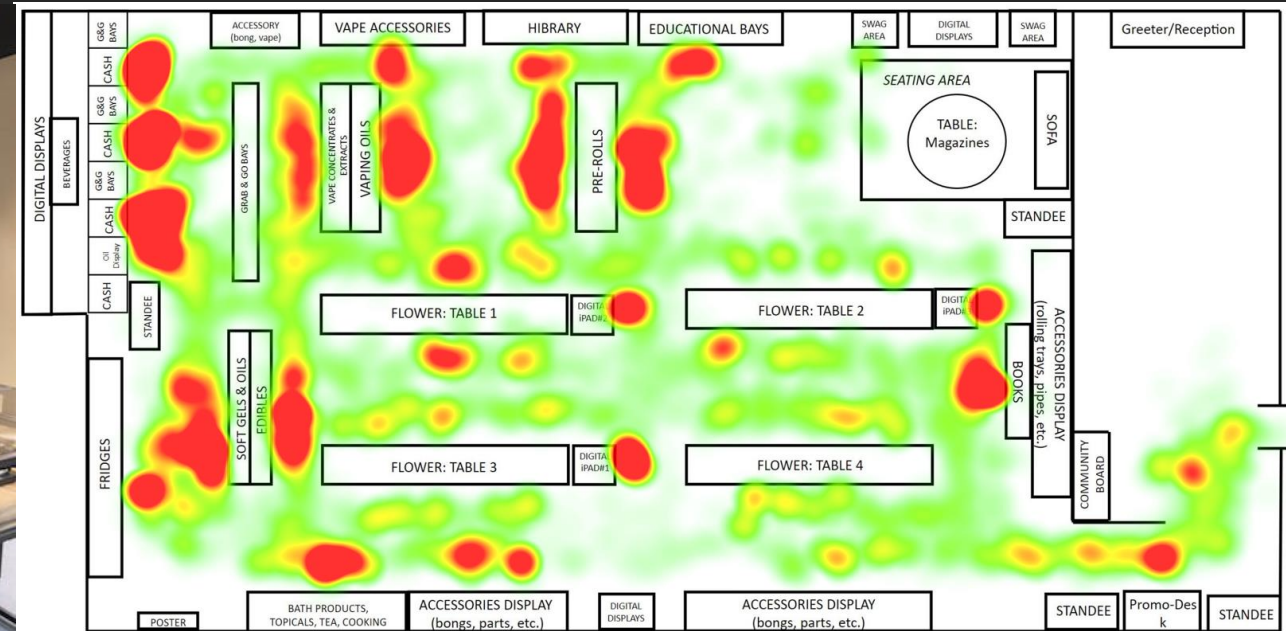 G&G
BAYS
CASH
G&G
BAYS
CASH
G&G
BAYS
CASH
Oil
Display
CASH
DIGITAL DISPLAYS
BEVERAGES
ACCESSORY
(bong, vape)
VAPE ACCESSORIES
HIBRARY
EDUCATIONAL BAYS
SWAG
AREA
DIGITAL
DISPLAYS
SWAG
AREA
Greeter/Reception
SEATING AREA
TABLE:
Magazines
SOFA
STANDEE
GRAB & GO BAYS
VAPE CONCENTRATES &
EXTRACTS
VAPING OILS
PRE-ROLLS
STANDEE
FLOWER: TABLE 1
DIGITA
iPAD#
FLOWER: TABLE 2
DIGITA
iPAD#
ACCESSORIES DISPLAY
(rolling trays, pipes, etc.)
BOOKS
FRIDGES
SOFT GELS & OILS
EDIBLES
FLOWER: TABLE 3
DIGITA
iPAD#1
FLOWER: TABLE 4
COMMUNITY
BOARD
POSTER
BATH PRODUCTS,
TOPICALS, TEA, COOKING
ACCESSORIES DISPLAY
(bongs, parts, etc.)
DIGITAL
DISPLAYS
ACCESSORIES DISPLAY
(bongs, parts, etc.)
STANDEE
Promo-Des
k
STANDEE